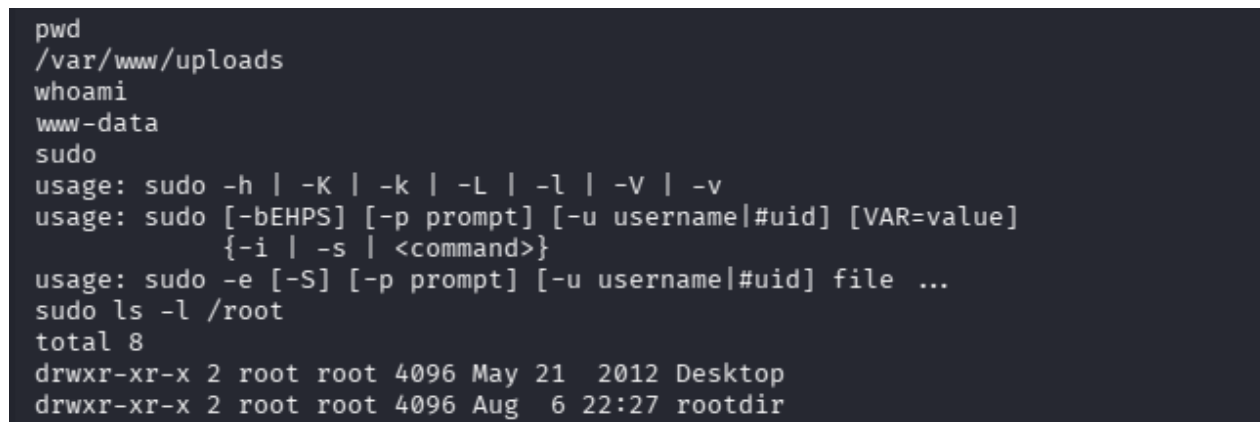 pwd
/var/www/uploads
whoami
www-data
sudo
usage: sudo -h | -K | -k | -L | -l | -V | -v
usage: sudo [-bEHPS] [-p prompt] [-u username|#uid] [VAR=value]
            {-i | -s | <command>}
usage: sudo -e [-S] [-p prompt] [-u username|#uid] file ...
sudo ls -l /root
total 8
drwxr-xr-x 2 root root 4096 May 21  2012 Desktop
drwxr-xr-x 2 root root 4096 Aug  6 22:27 rootdir